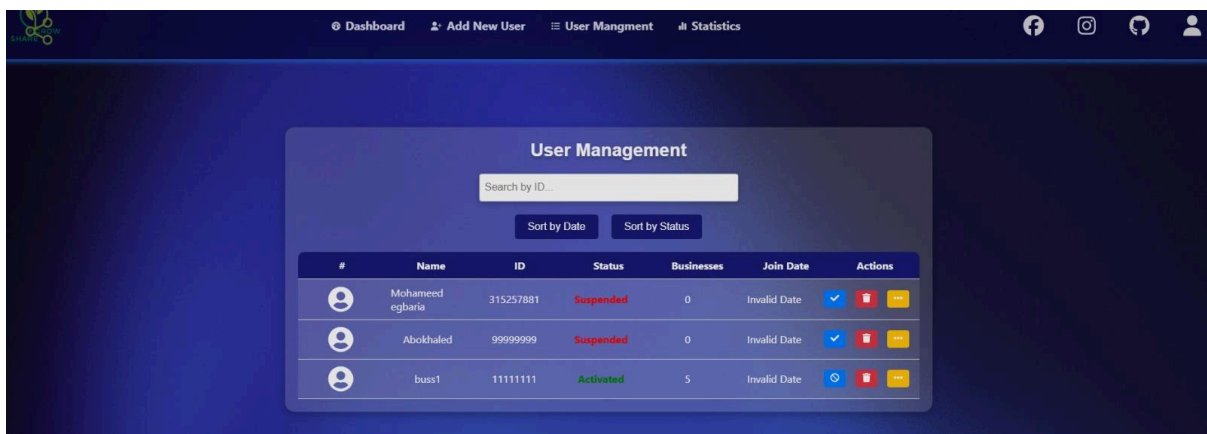 SHARE GROW
Dashboard Add New User User Mangment Statistics
User Management
Search by ID...
Sort by Date Sort by Status
# Name ID Status Businesses Join Date Actions
Mohameed
egbaria 315257881 Suspended 0 Invalid Date
Abokhaled 99999999 Suspended 0 Invalid Date
buss1 11111111 Activated 5 Invalid Date